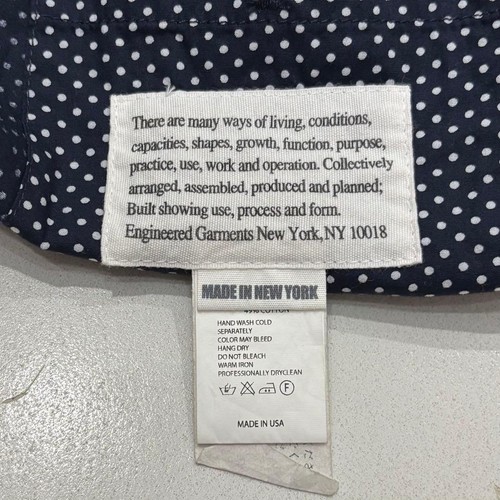 There are many ways of living, conditions,
capacities, shapes, growth, function, purpose,
practice, use, work and operation. Collectively
arranged, assembled, produced and planned;
Built showing use, process and form.
Engineered Garments New York, NY 10018
MADE IN NEW YORK
COTTON
HAND WASH COLD
SEPARATELY
COLOR MAY BLEED
HANG DRY
DO NOT BLEACH
WARM IRON
PROFESSIONALLY DRYCLEAN
F
MADE IN USA